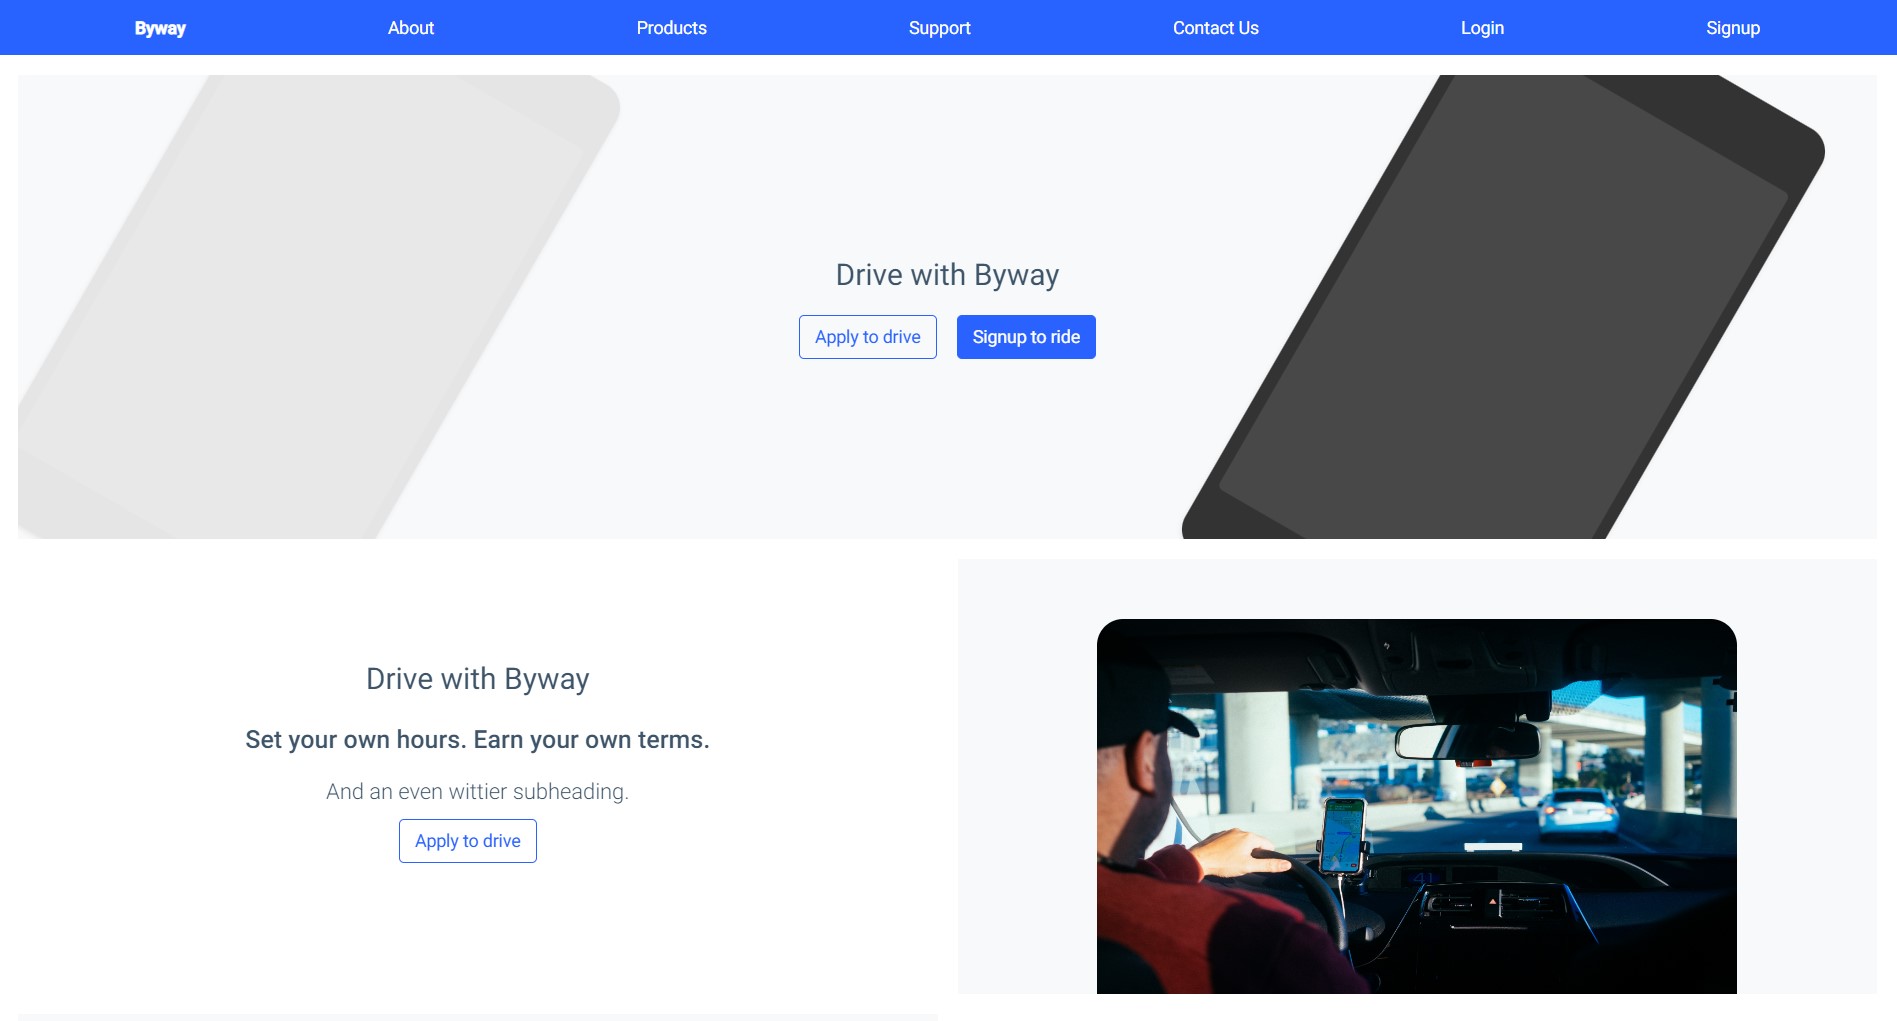 Byway About Products Support Contact Us Login Signup
Drive with Byway
Apply to drive Signup to ride
Drive with Byway
Set your own hours. Earn your own terms.
And an even wittier subheading.
Apply to drive
41